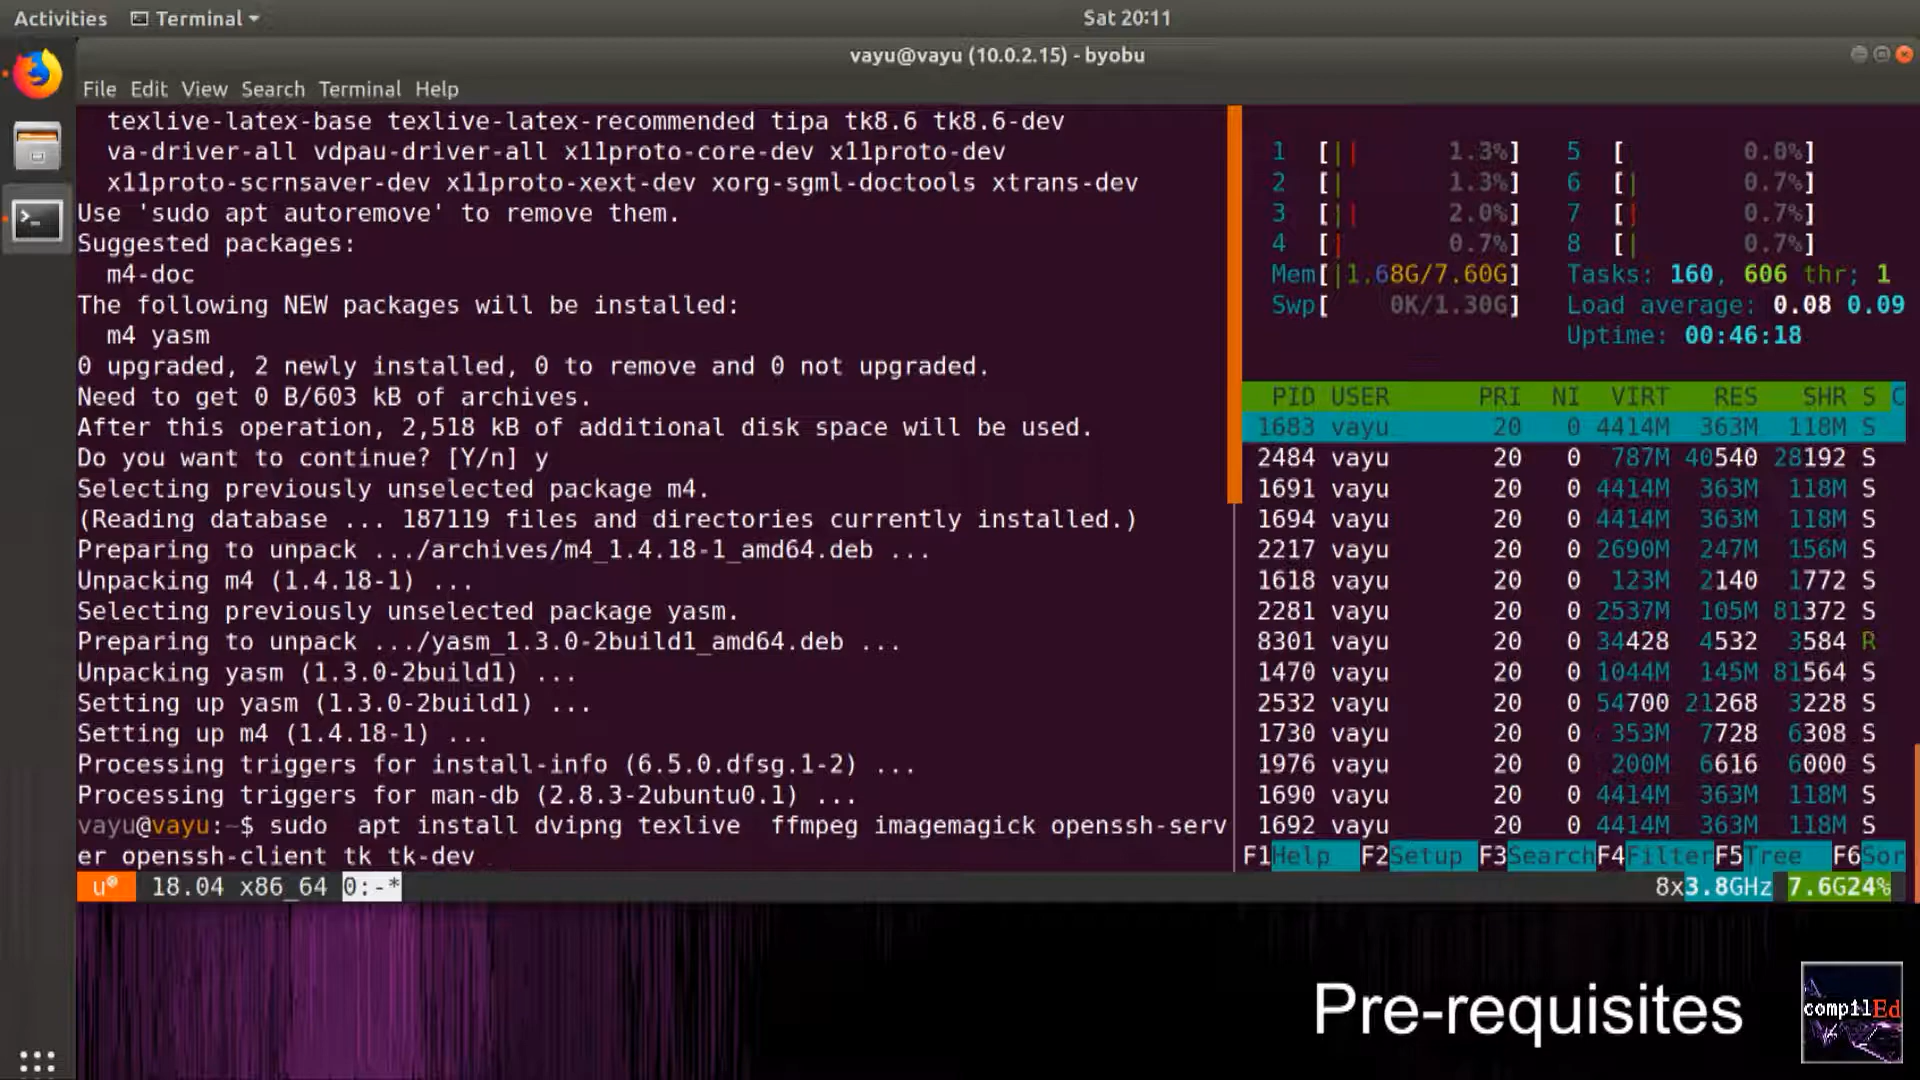 Activities Terminal Sat 20:11
vayu@vayu (10.0.2.15) - byobu
File Edit View Search Terminal Help
texlive-latex-base texlive-latex-recommended tipa tk8.6 tk8.6-dev
va-driver-all vdpau-driver-all x11proto-core-dev x11proto-dev
x11proto-scrnsaver-dev x11proto-xext-dev xorg-sgml-doctools xtrans-dev
Use 'sudo apt autoremove' to remove them.
Suggested packages:
m4-doc
The following NEW packages will be installed:
m4 yasm
0 upgraded, 2 newly installed, 0 to remove and 0 not upgraded.
Need to get 0 B/603 kB of archives.
After this operation, 2,518 kB of additional disk space will be used.
Do you want to continue? [Y/n] y
Selecting previously unselected package m4.
(Reading database ... 187119 files and directories currently installed.)
Preparing to unpack .../archives/m4_1.4.18-1_amd64.deb ...
Unpacking m4 (1.4.18-1) ...
Selecting previously unselected package yasm.
Preparing to unpack .../yasm_1.3.0-2build1_amd64.deb ...
Unpacking yasm (1.3.0-2build1) ...
Setting up yasm (1.3.0-2build1) ...
Setting up m4 (1.4.18-1) ...
Processing triggers for install-info (6.5.0.dfsg.1-2) ...
Processing triggers for man-db (2.8.3-2ubuntu0.1) ...
vayu@vayu:~$ sudo  apt install dvipng texlive  ffmpeg imagemagick openssh-serv
er openssh-client tk tk-dev
1 [|| 1.3%] 5 [ 0.0%]
2 [| 1.3%] 6 [| 0.7%]
3 [|| 2.0%] 7 [| 0.7%]
4 [| 0.7%] 8 [| 0.7%]
Mem[|1.68G/7.60G] Tasks: 160, 606 thr; 1
Swp[ 0K/1.30G] Load average: 0.08 0.09
Uptime: 00:46:18
PID USER PRI NI VIRT RES SHR S C
1683 vayu 20 0 4414M 363M 118M S
2484 vayu 20 0 787M 40540 28192 S
1691 vayu 20 0 4414M 363M 118M S
1694 vayu 20 0 4414M 363M 118M S
2217 vayu 20 0 2690M 247M 156M S
1618 vayu 20 0 123M 2140 1772 S
2281 vayu 20 0 2537M 105M 81372 S
8301 vayu 20 0 34428 4532 3584 R
1470 vayu 20 0 1044M 145M 81564 S
2532 vayu 20 0 54700 21268 3228 S
1730 vayu 20 0 353M 7728 6308 S
1976 vayu 20 0 200M 6616 6000 S
1690 vayu 20 0 4414M 363M 118M S
1692 vayu 20 0 4414M 363M 118M S
F1Help F2Setup F3Search F4Filter F5Tree F6Sor
u 18.04 x86_64 0:-* 8x3.8GHz 7.6G24%
Pre-requisites
compilEd